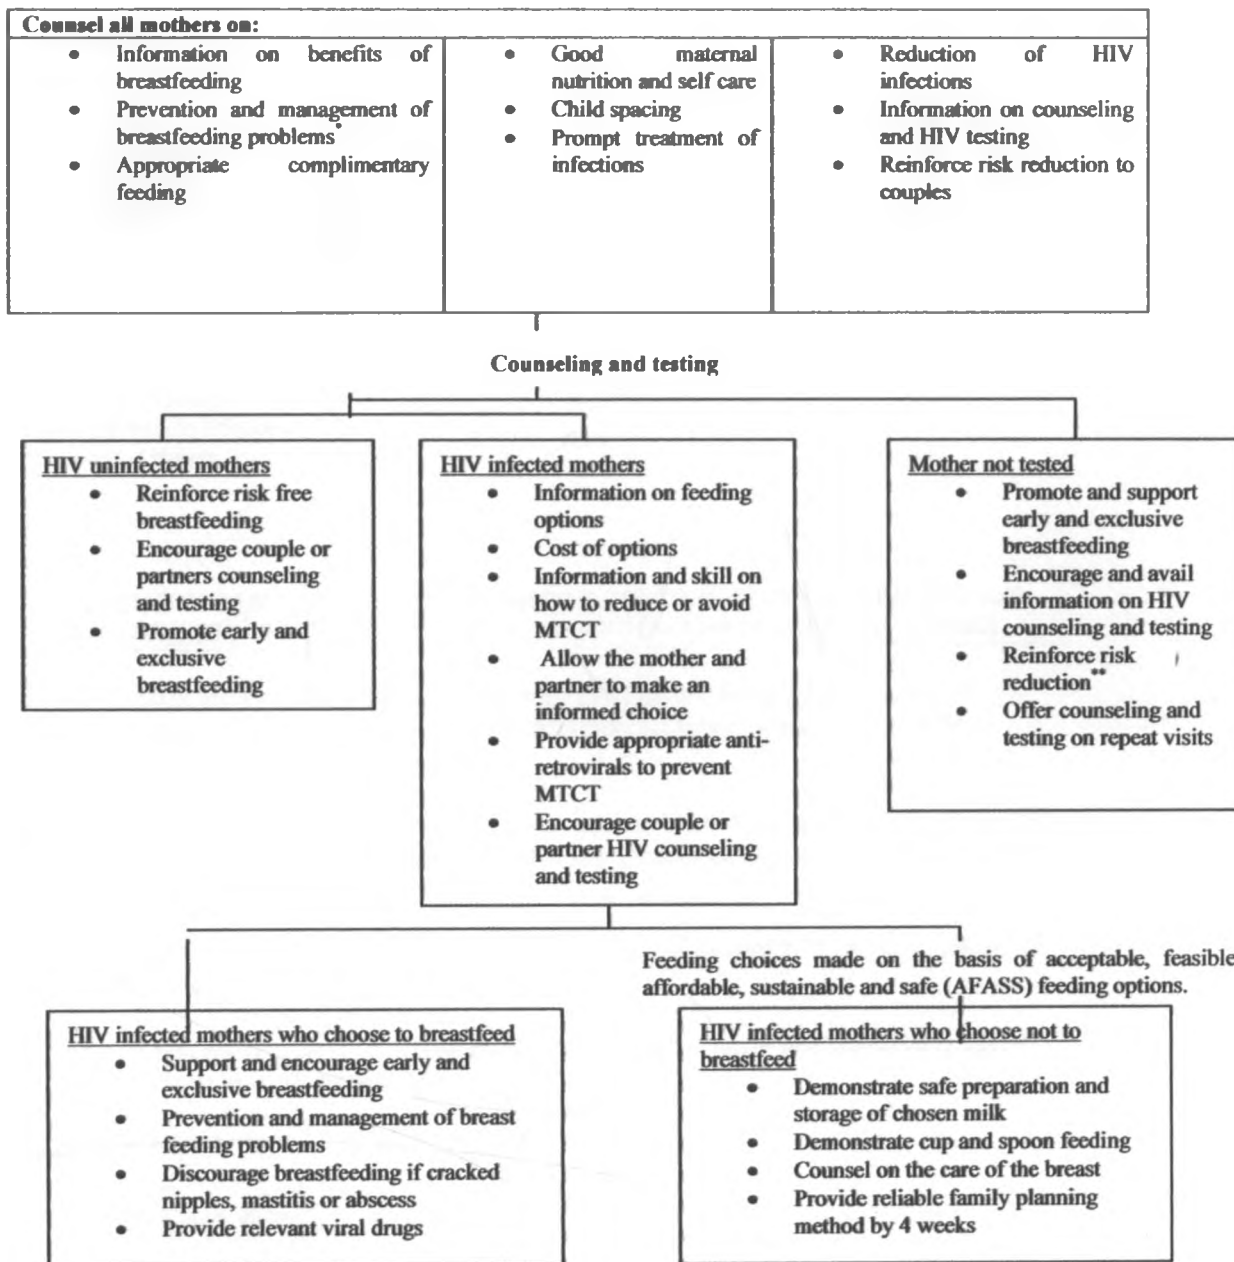 Counsel all mothers on:
• Information on benefits of
breastfeeding
• Prevention and management of
breastfeeding problems*
• Appropriate complimentary
feeding
• Good maternal
nutrition and self care
• Child spacing
• Prompt treatment of
infections
• Reduction of HIV
infections
• Information on counseling
and HIV testing
• Reinforce risk reduction to
couples
Counseling and testing
HIV uninfected mothers
• Reinforce risk free
breastfeeding
• Encourage couple or
partners counseling
and testing
• Promote early and
exclusive
breastfeeding
HIV infected mothers
• Information on feeding
options
• Cost of options
• Information and skill on
how to reduce or avoid
MTCT
• Allow the mother and
partner to make an
informed choice
• Provide appropriate anti-
retrovirals to prevent
MTCT
• Encourage couple or
partner HIV counseling
and testing
Mother not tested
• Promote and support
early and exclusive
breastfeeding
• Encourage and avail
information on HIV
counseling and testing
• Reinforce risk
reduction**
• Offer counseling and
testing on repeat visits
Feeding choices made on the basis of acceptable, feasible
affordable, sustainable and safe (AFASS) feeding options.
HIV infected mothers who choose to breastfeed
• Support and encourage early and
exclusive breastfeeding
• Prevention and management of breast
feeding problems
• Discourage breastfeeding if cracked
nipples, mastitis or abscess
• Provide relevant viral drugs
HIV infected mothers who choose not to
breastfeed
• Demonstrate safe preparation and
storage of chosen milk
• Demonstrate cup and spoon feeding
• Counsel on the care of the breast
• Provide reliable family planning
method by 4 weeks